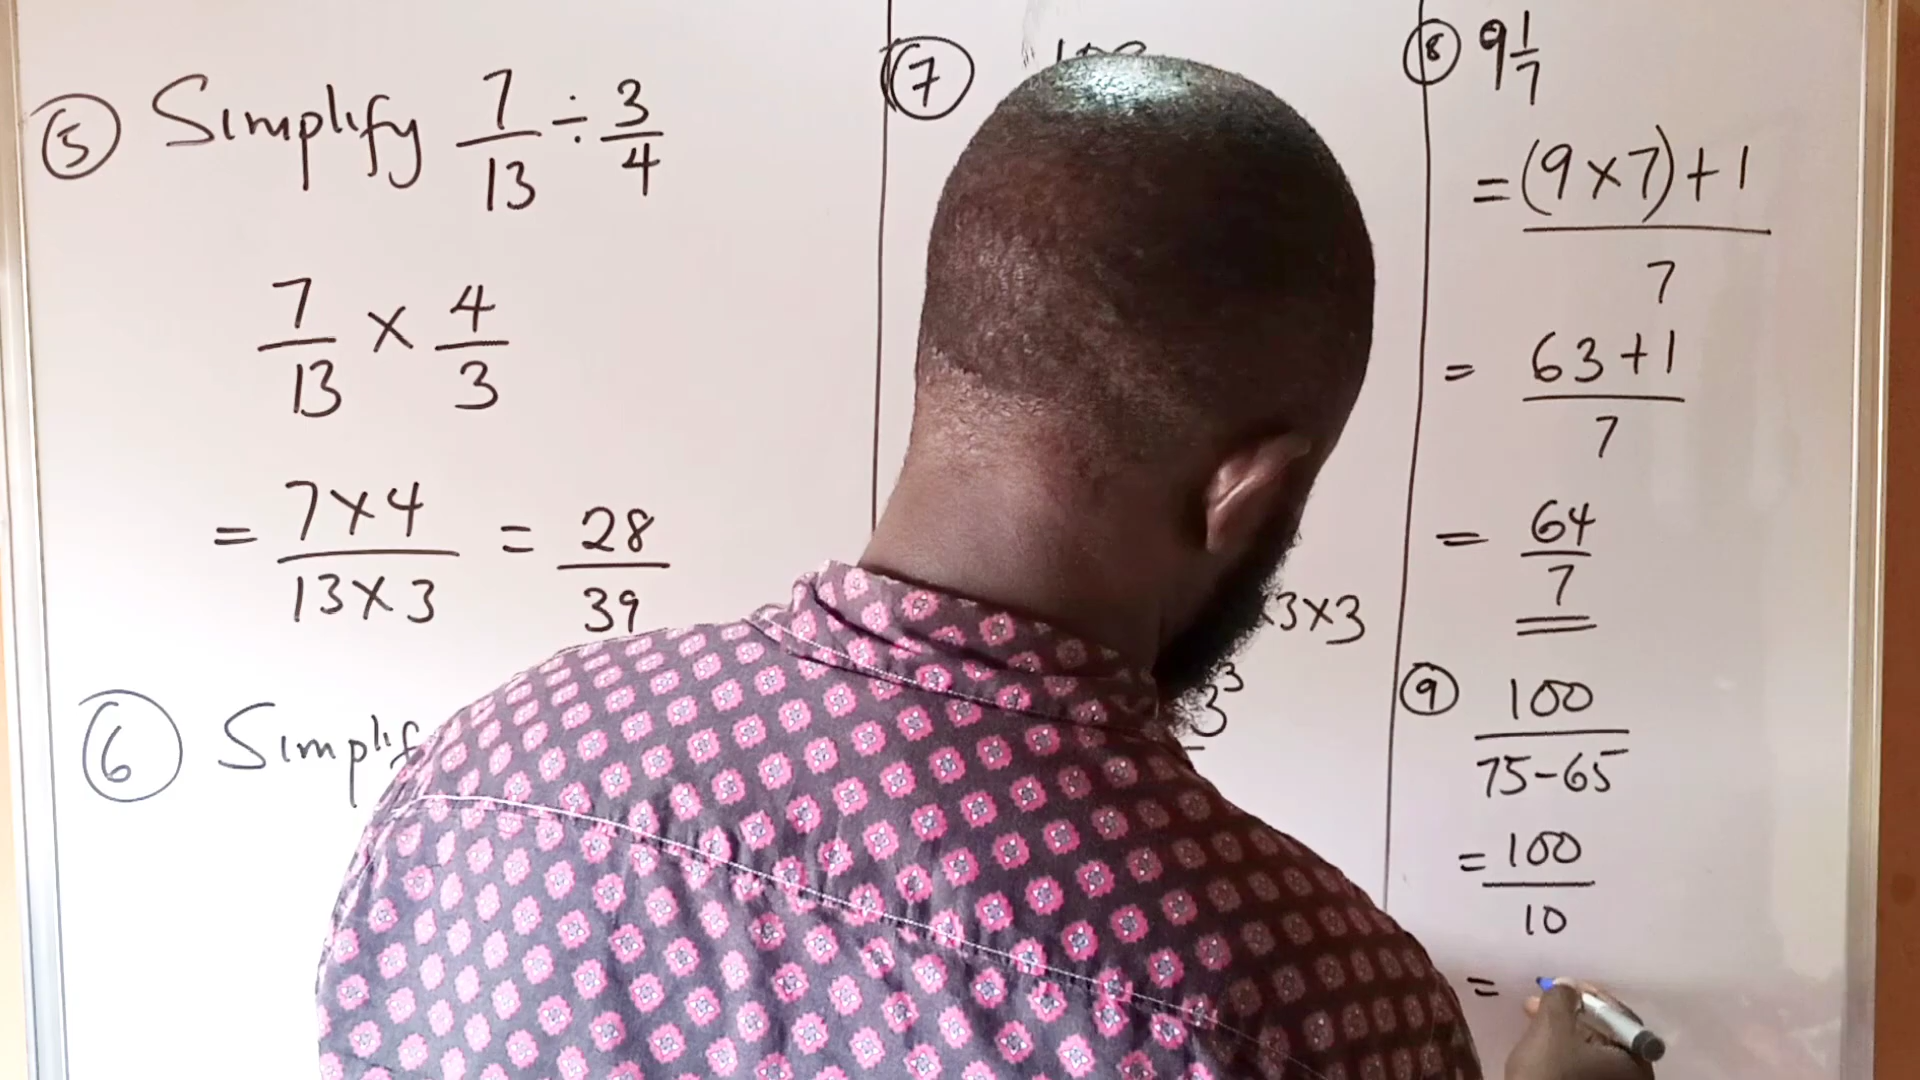 ⑤ Simplify 7/13 ÷ 3/4
7/13 × 4/3
= 7×4/13×3 = 28/39
⑥
⑦
3×3
3³
⑧ 9 1/7
= (9×7)+1/7
= 63+1/7
= 64/7
⑨ 100/75-65
= 100/10
=